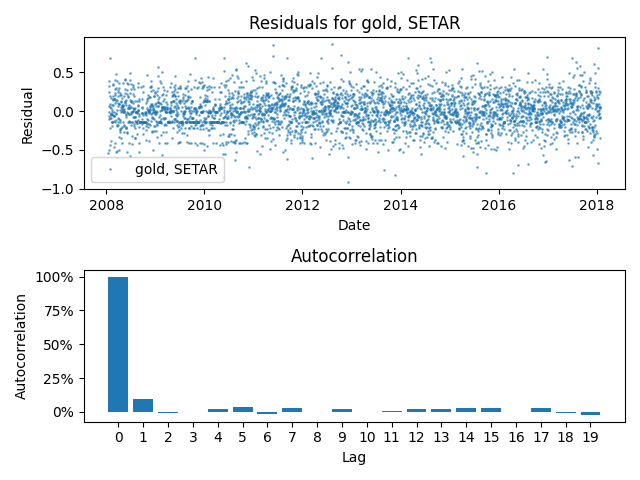 Residuals for gold, SETAR
0.5
0.0
−0.5
−1.0
Residual
gold, SETAR
2008 2010 2012 2014 2016 2018
Date
Autocorrelation
100%
75%
50%
25%
0%
Autocorrelation
0 1 2 3 4 5 6 7 8 9 10 11 12 13 14 15 16 17 18 19
Lag